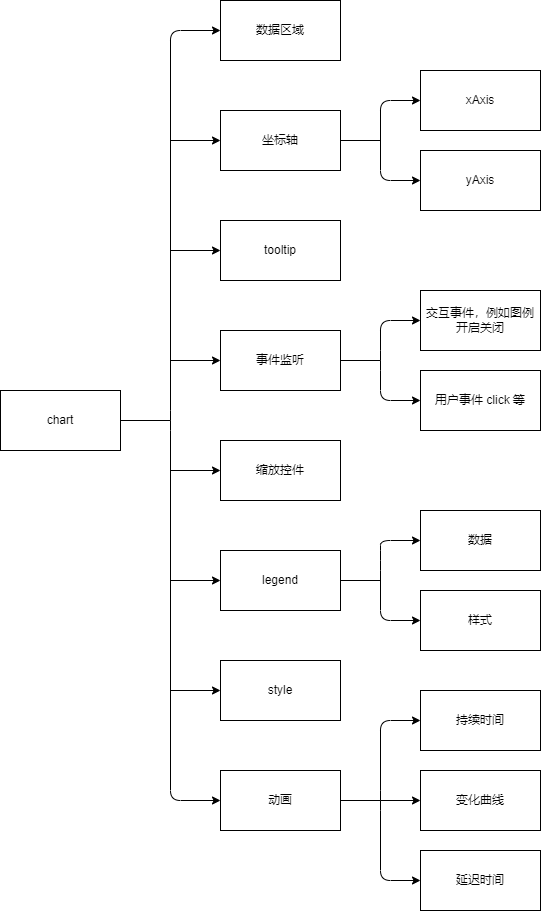 数据区域
xAxis
坐标轴
yAxis
tooltip
交互事件，例如图例
开启关闭
事件监听
用户事件 click 等
chart
缩放控件
数据
legend
样式
style
持续时间
动画
变化曲线
延迟时间